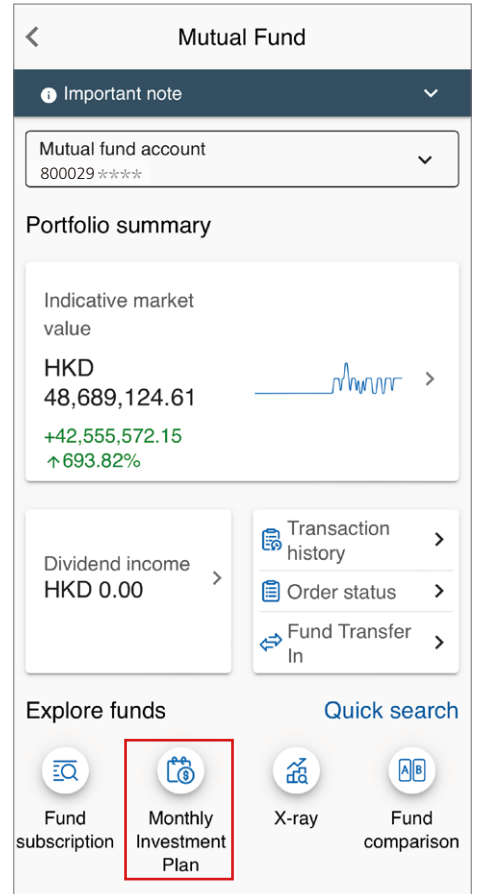 Mutual Fund
Important note
Mutual fund account
800029****
Portfolio summary
Indicative market
value
HKD
48,689,124.61
+42,555,572.15
↑693.82%
Dividend income
HKD 0.00
Transaction
history
Order status
Fund Transfer
In
Explore funds
Quick search
Fund
subscription
Monthly
Investment
Plan
X-ray
A B
Fund
comparison